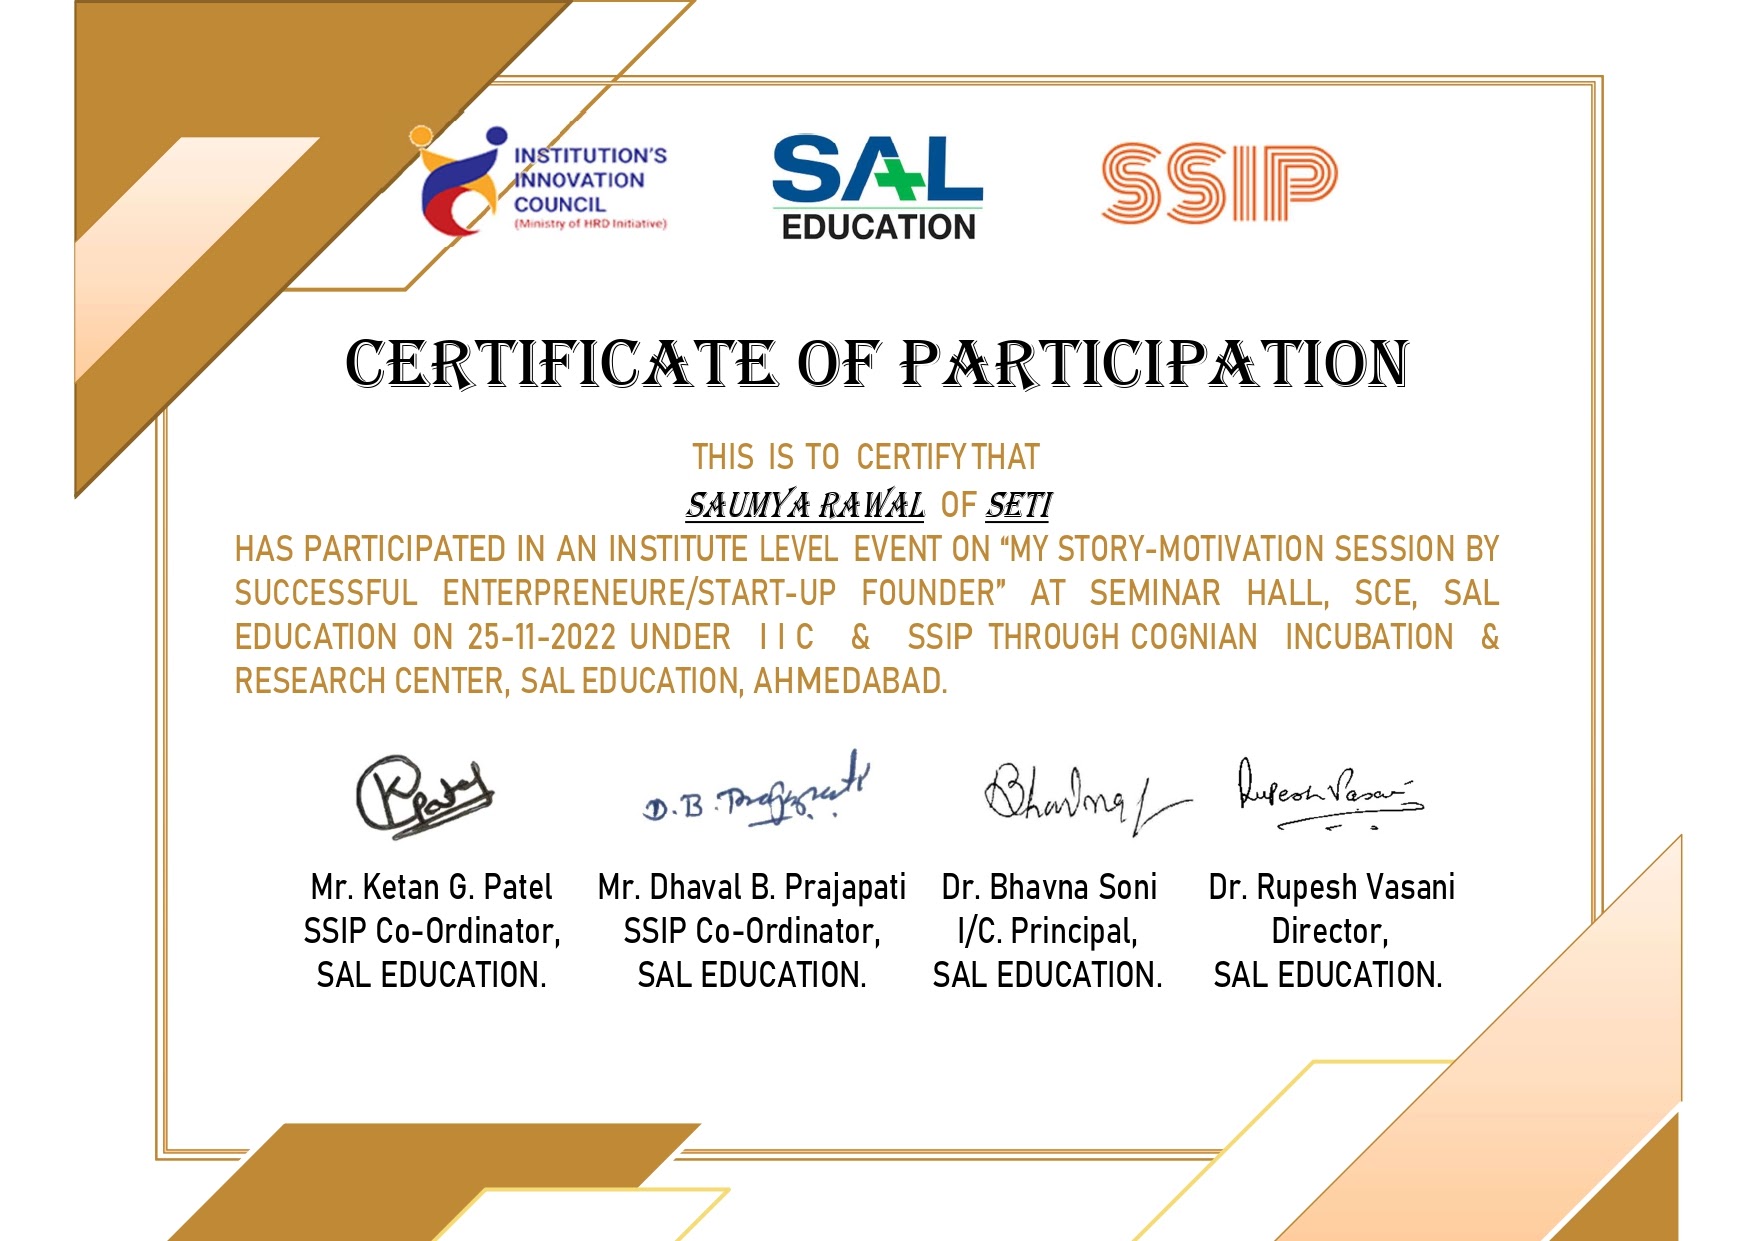 INSTITUTION'S
INNOVATION
COUNCIL
(Ministry of HRD Initiative)
SAL
EDUCATION
SSIP
CERTIFICATE OF PARTICIPATION
THIS IS TO CERTIFY THAT
SAUMYA RAWAL OF SETI
HAS PARTICIPATED IN AN INSTITUTE LEVEL EVENT ON “MY STORY-MOTIVATION SESSION BY
SUCCESSFUL ENTERPRENEURE/START-UP FOUNDER” AT SEMINAR HALL, SCE, SAL
EDUCATION ON 25-11-2022 UNDER I I C & SSIP THROUGH COGNIAN INCUBATION &
RESEARCH CENTER, SAL EDUCATION, AHMEDABAD.
KPatel D.B.Prajapati Bhavna Rupesh Vasani
Mr. Ketan G. Patel Mr. Dhaval B. Prajapati Dr. Bhavna Soni Dr. Rupesh Vasani
SSIP Co-Ordinator, SSIP Co-Ordinator, I/C. Principal, Director,
SAL EDUCATION. SAL EDUCATION. SAL EDUCATION. SAL EDUCATION.